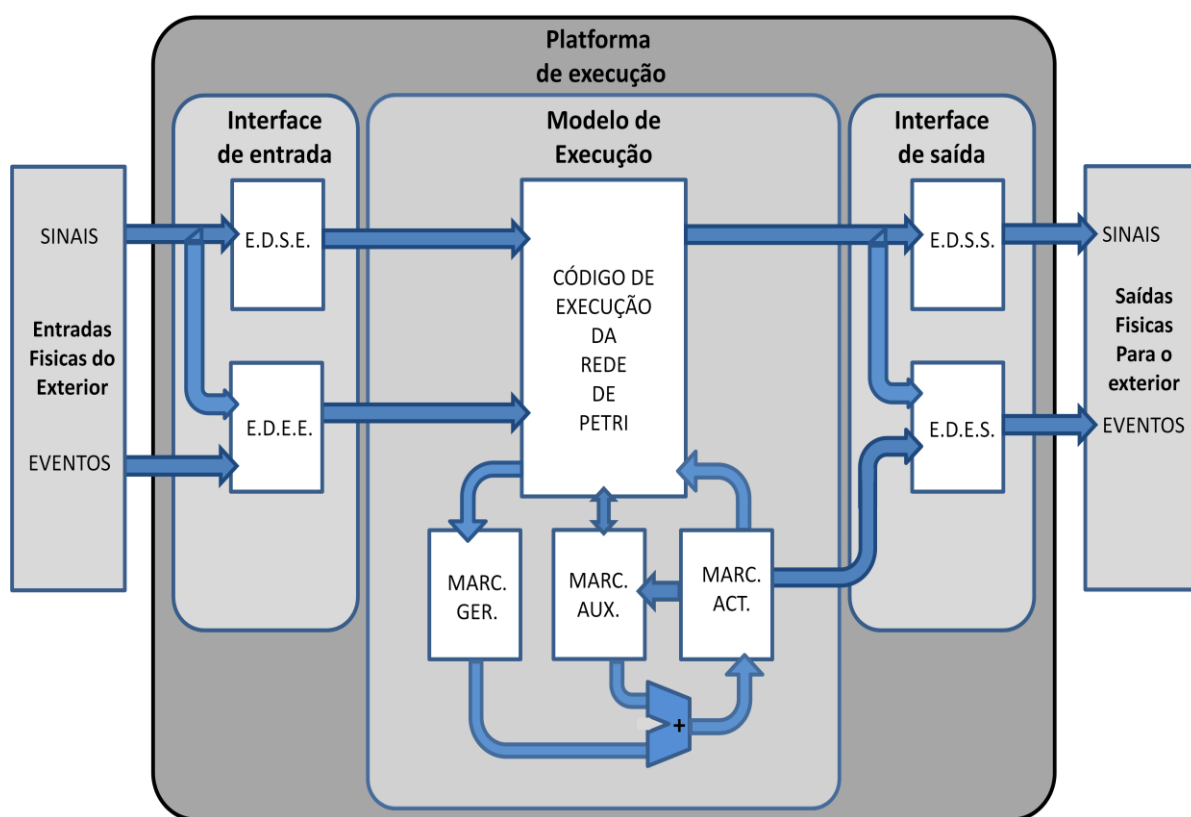 Platforma
de execução
Interface
de entrada
Modelo de
Execução
Interface
de saída
SINAIS
Entradas
Fisicas do
Exterior
EVENTOS
E.D.S.E.
E.D.E.E.
CÓDIGO DE
EXECUÇÃO
DA
REDE
DE
PETRI
MARC.
GER.
MARC.
AUX.
MARC.
ACT.
+
E.D.S.S.
E.D.E.S.
SINAIS
Saídas
Fisicas
Para o
exterior
EVENTOS